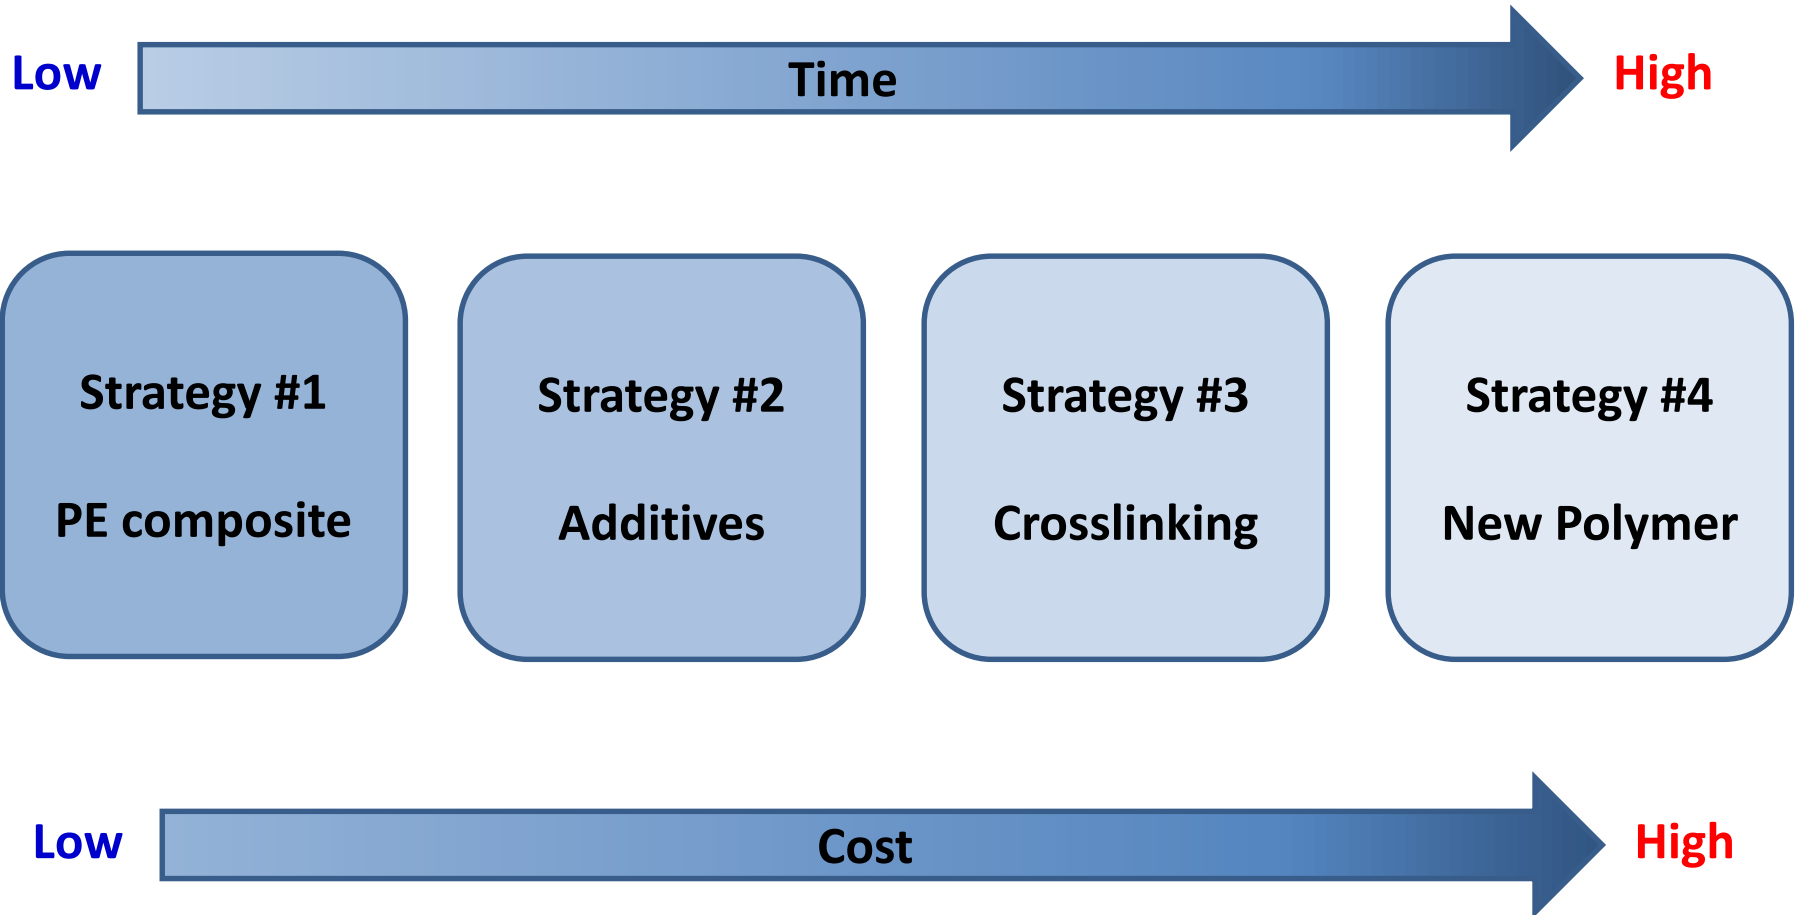 Low
Time
High
Strategy #1
PE composite
Strategy #2
Additives
Strategy #3
Crosslinking
Strategy #4
New Polymer
Low
Cost
High